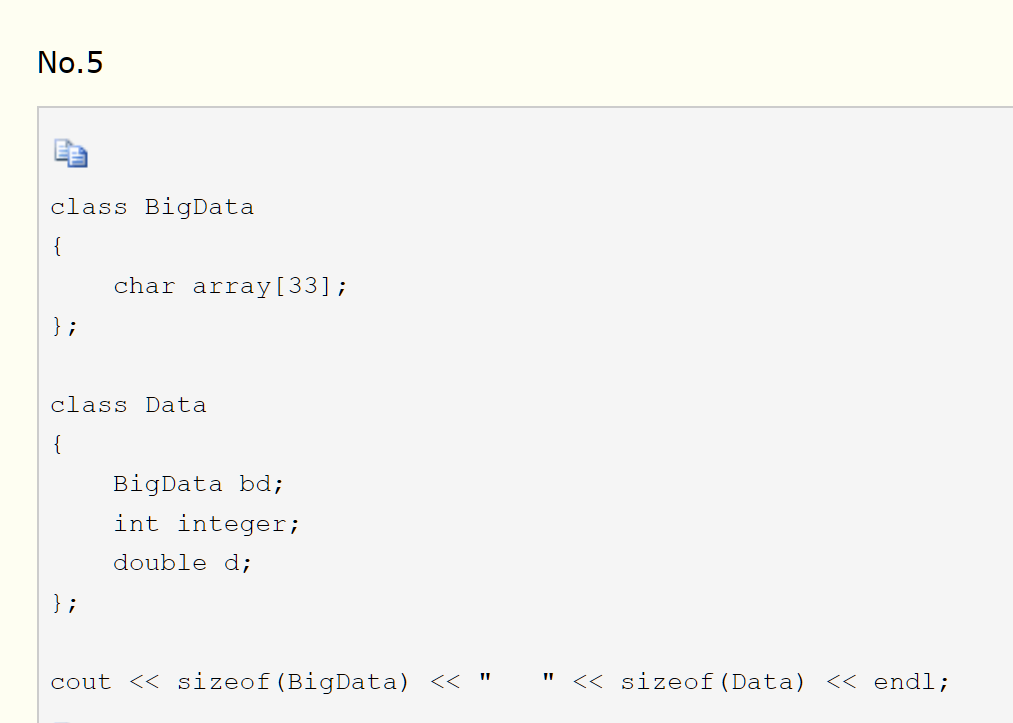 No.5
class BigData
{
    char array[33];
};
class Data
{
    BigData bd;
    int integer;
    double d;
};
cout << sizeof(BigData) << "   " << sizeof(Data) << endl;